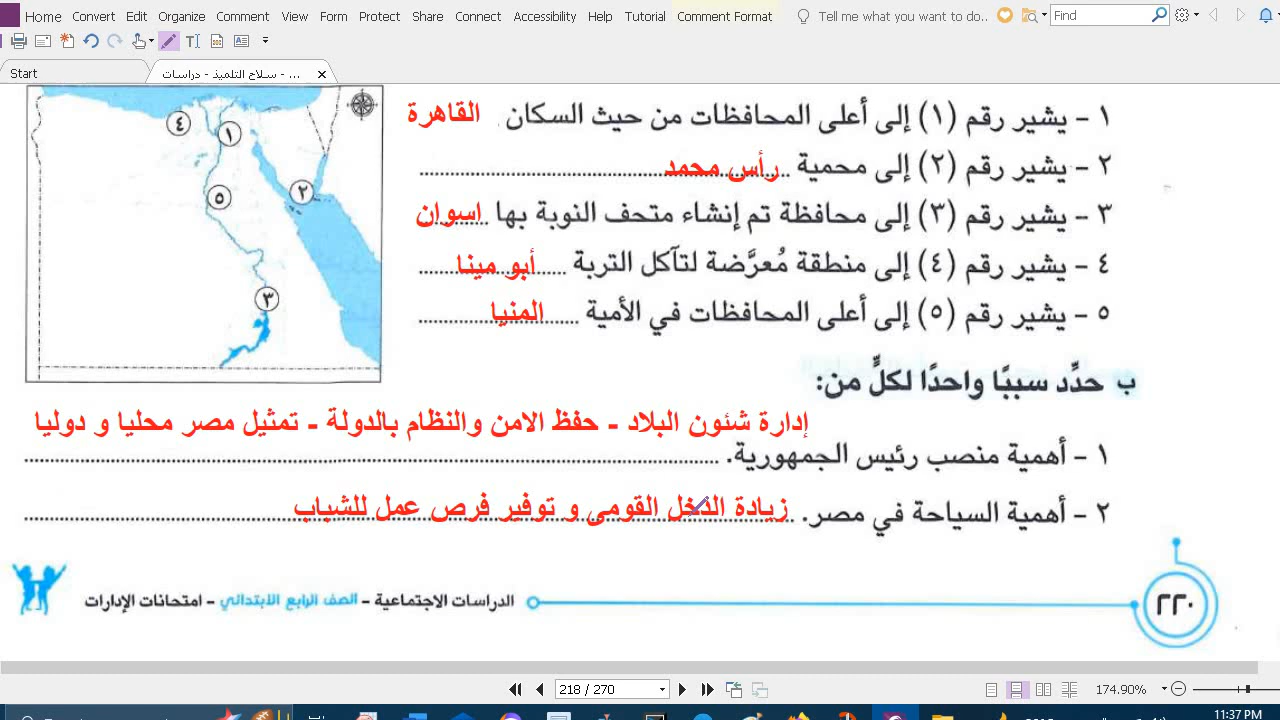 Home Convert Edit Organize Comment View Form Protect Share Connect Accessibility Help Tutorial Comment Format Tell me what you want to do.. Find
Start
دراسات - سلاح التلميذ - ...
١ - يشير رقم (١) إلى أعلى المحافظات من حيث السكان القاهرة
٢ - يشير رقم (٢) إلى محمية رأس محمد
٣ - يشير رقم (٣) إلى محافظة تم إنشاء متحف النوبة بها اسوان
٤ - يشير رقم (٤) إلى منطقة مُعرَّضة لتآكل التربة أبو مينا
٥ - يشير رقم (٥) إلى أعلى المحافظات في الأمية المنيا
٤
١
٢
٥
٣
ب حدِّد سببًا واحدًا لكلٍّ من:
إدارة شئون البلاد - حفظ الامن والنظام بالدولة - تمثيل مصر محليا و دوليا
١ - أهمية منصب رئيس الجمهورية.
٢ - أهمية السياحة في مصر. زيادة الدخل القومى و توفير فرص عمل للشباب
٢٢٠
الدراسات الاجتماعية - الصف الرابع الابتدائي - امتحانات الإدارات
218 / 270
174.90%
11:37 PM